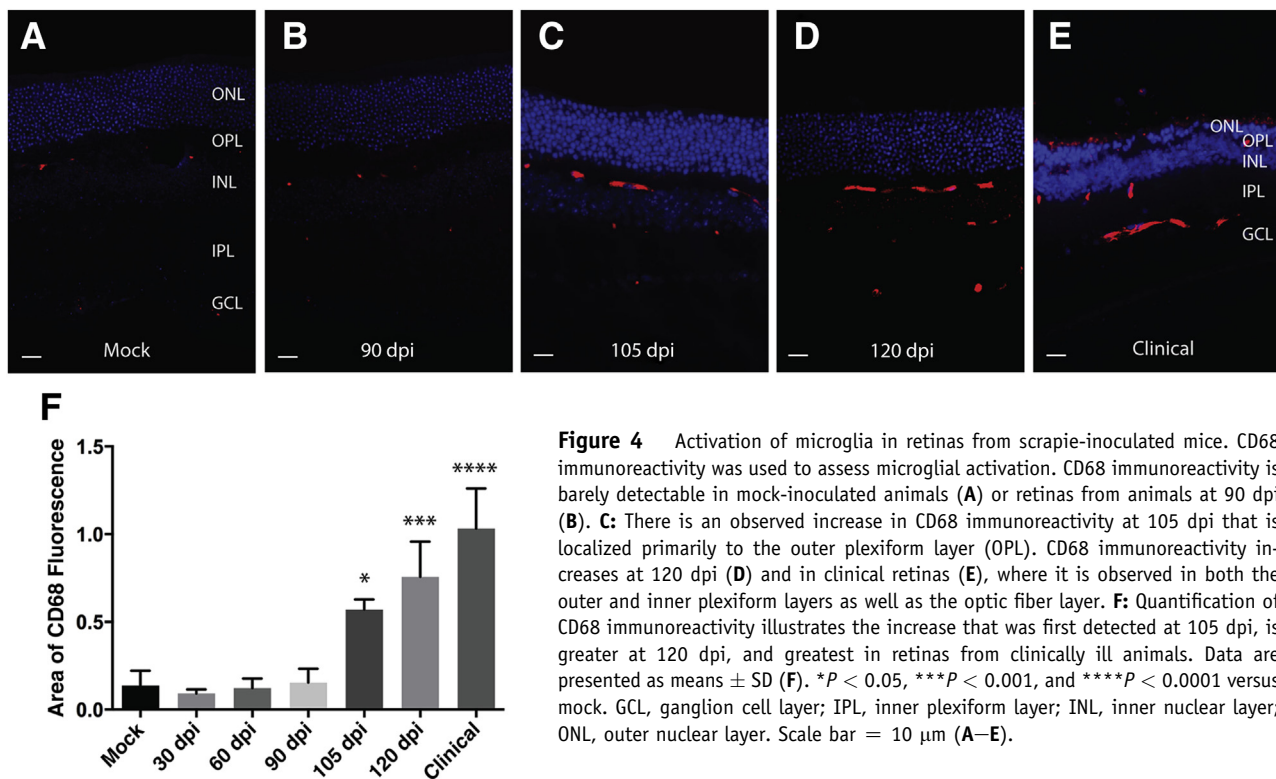 A
B
C
D
E
ONL
OPL
INL
IPL
GCL
Mock
90 dpi
105 dpi
120 dpi
ONL
OPL
INL
IPL
GCL
Clinical
F
Area of CD68 Fluorescence
1.5
1.0
0.5
0.0
*
***
****
Mock
30 dpi
60 dpi
90 dpi
105 dpi
120 dpi
Clinical
Figure 4 Activation of microglia in retinas from scrapie-inoculated mice. CD68
immunoreactivity was used to assess microglial activation. CD68 immunoreactivity is
barely detectable in mock-inoculated animals (A) or retinas from animals at 90 dpi
(B). C: There is an observed increase in CD68 immunoreactivity at 105 dpi that is
localized primarily to the outer plexiform layer (OPL). CD68 immunoreactivity in-
creases at 120 dpi (D) and in clinical retinas (E), where it is observed in both the
outer and inner plexiform layers as well as the optic fiber layer. F: Quantification of
CD68 immunoreactivity illustrates the increase that was first detected at 105 dpi, is
greater at 120 dpi, and greatest in retinas from clinically ill animals. Data are
presented as means ± SD (F). *P < 0.05, ***P < 0.001, and ****P < 0.0001 versus
mock. GCL, ganglion cell layer; IPL, inner plexiform layer; INL, inner nuclear layer;
ONL, outer nuclear layer. Scale bar = 10 μm (A–E).